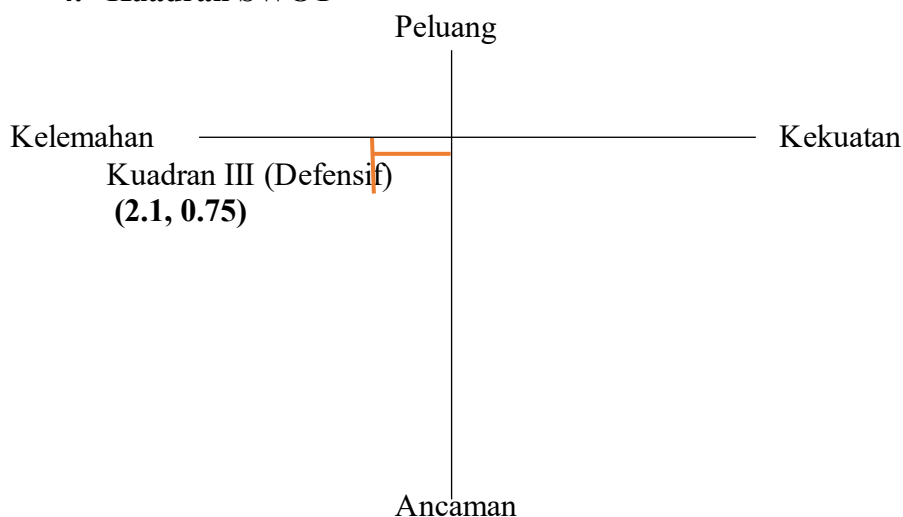 Peluang
Kelemahan Kekuatan
Kuadran III (Defensif)
(2.1, 0.75)
Ancaman